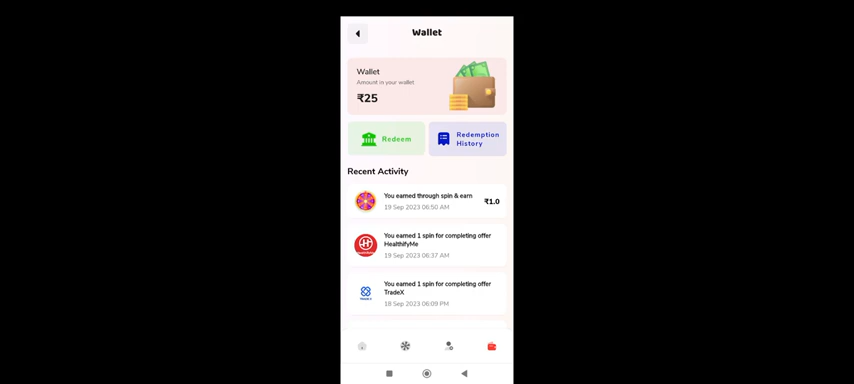 Wallet
Wallet
Amount in your wallet
₹25
Redeem
Redemption
History
Recent Activity
You earned through spin & earn
₹1.0
19 Sep 2023 06:50 AM
You earned 1 spin for completing offer
HealthifyMe
19 Sep 2023 06:37 AM
You earned 1 spin for completing offer
TradeX
18 Sep 2023 06:09 PM